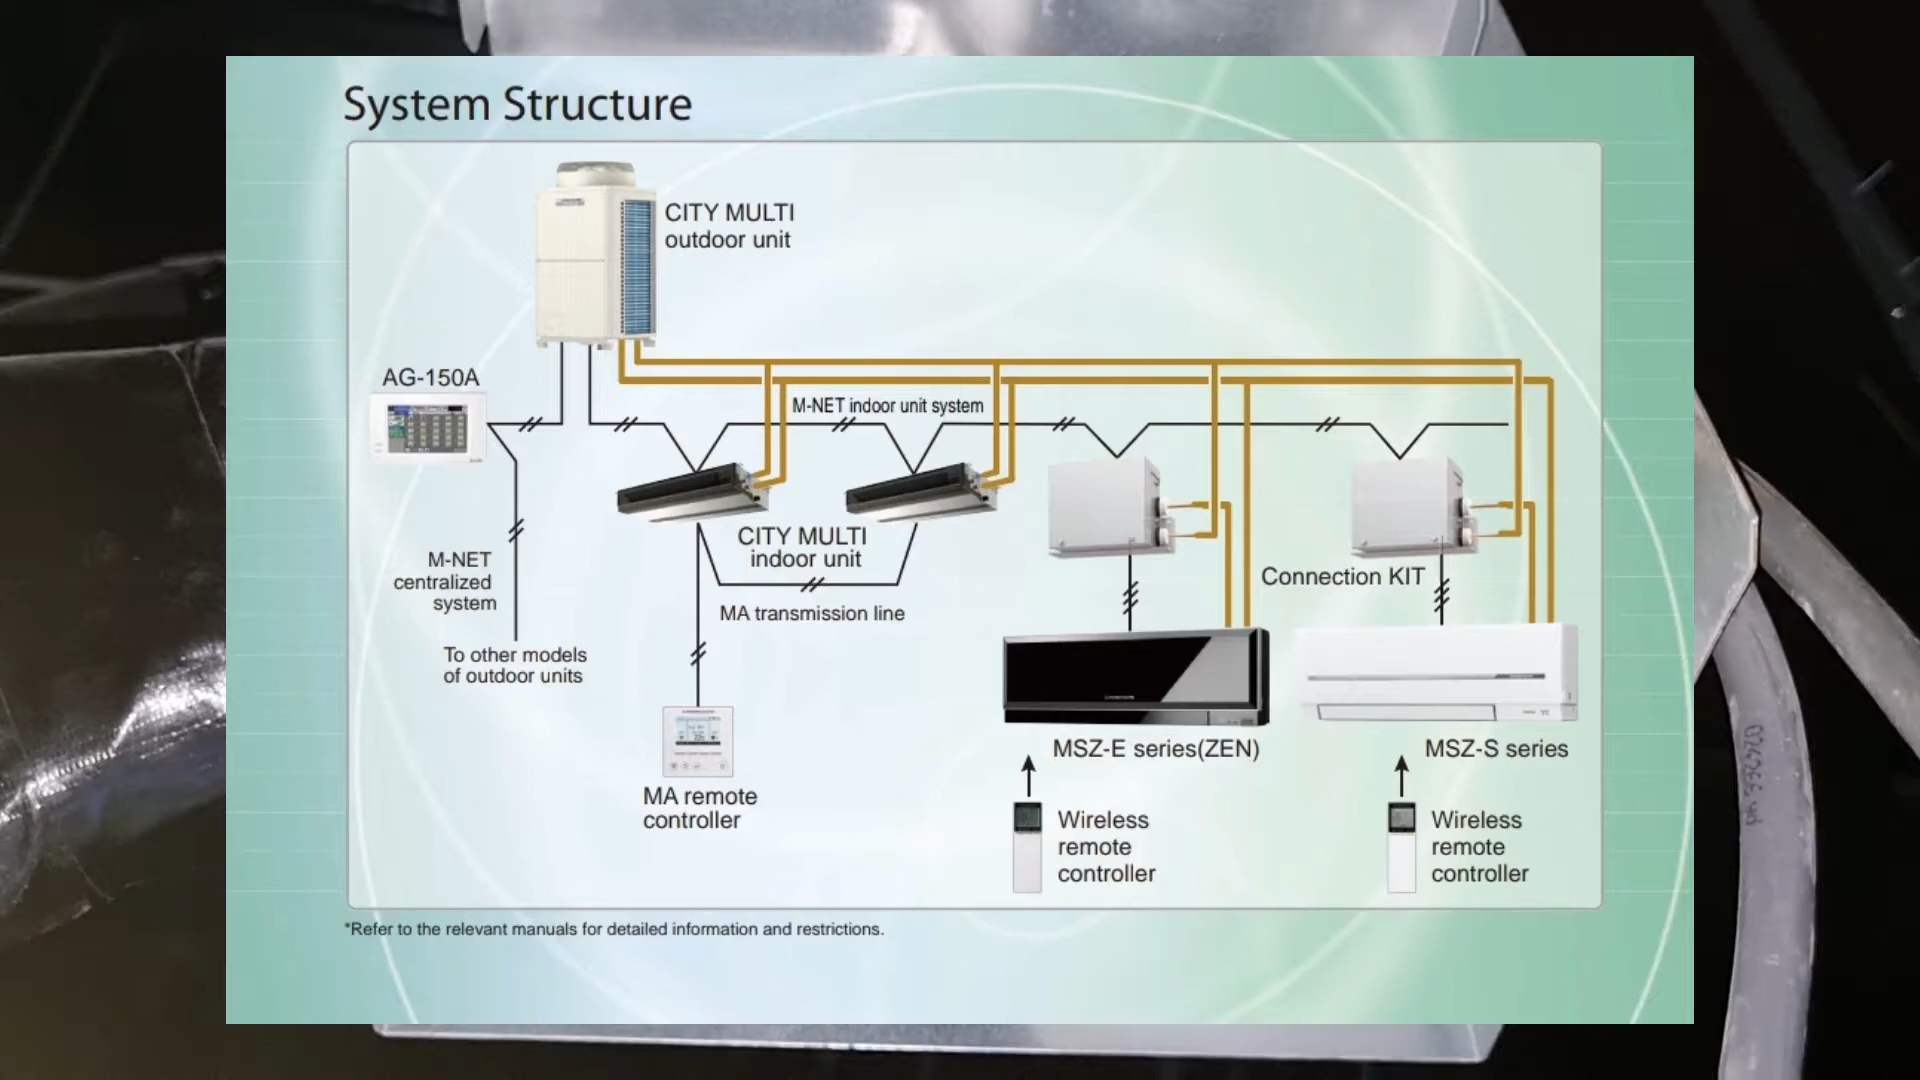 System Structure
CITY MULTI
outdoor unit
AG-150A
M-NET indoor unit system
CITY MULTI
indoor unit
M-NET
centralized
system
Connection KIT
MA transmission line
To other models
of outdoor units
MSZ-E series(ZEN)
MSZ-S series
MA remote
controller
Wireless
remote
controller
Wireless
remote
controller
*Refer to the relevant manuals for detailed information and restrictions.